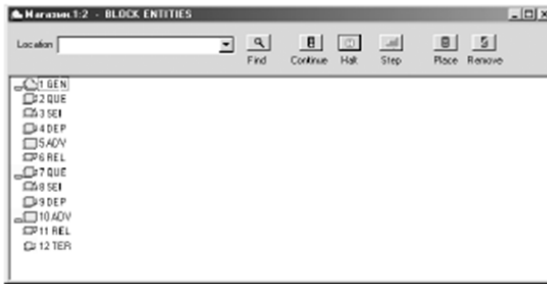 Магазин.1:2 - BLOCK ENTITIES
Location
Find Continue Halt Step Place Remove
1 GEN
2 QUE
3 SEI
4 DEP
5 ADV
6 REL
7 QUE
8 SEI
9 DEP
10 ADV
11 REL
12 TER